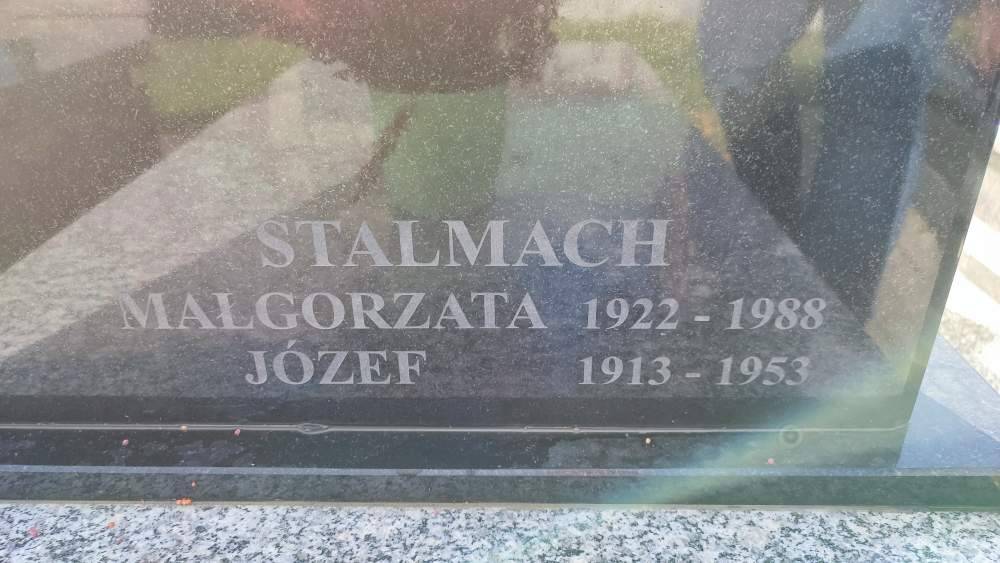 STALMACH
MAŁGORZATA 1922 - 1988
JÓZEF 1913 - 1953